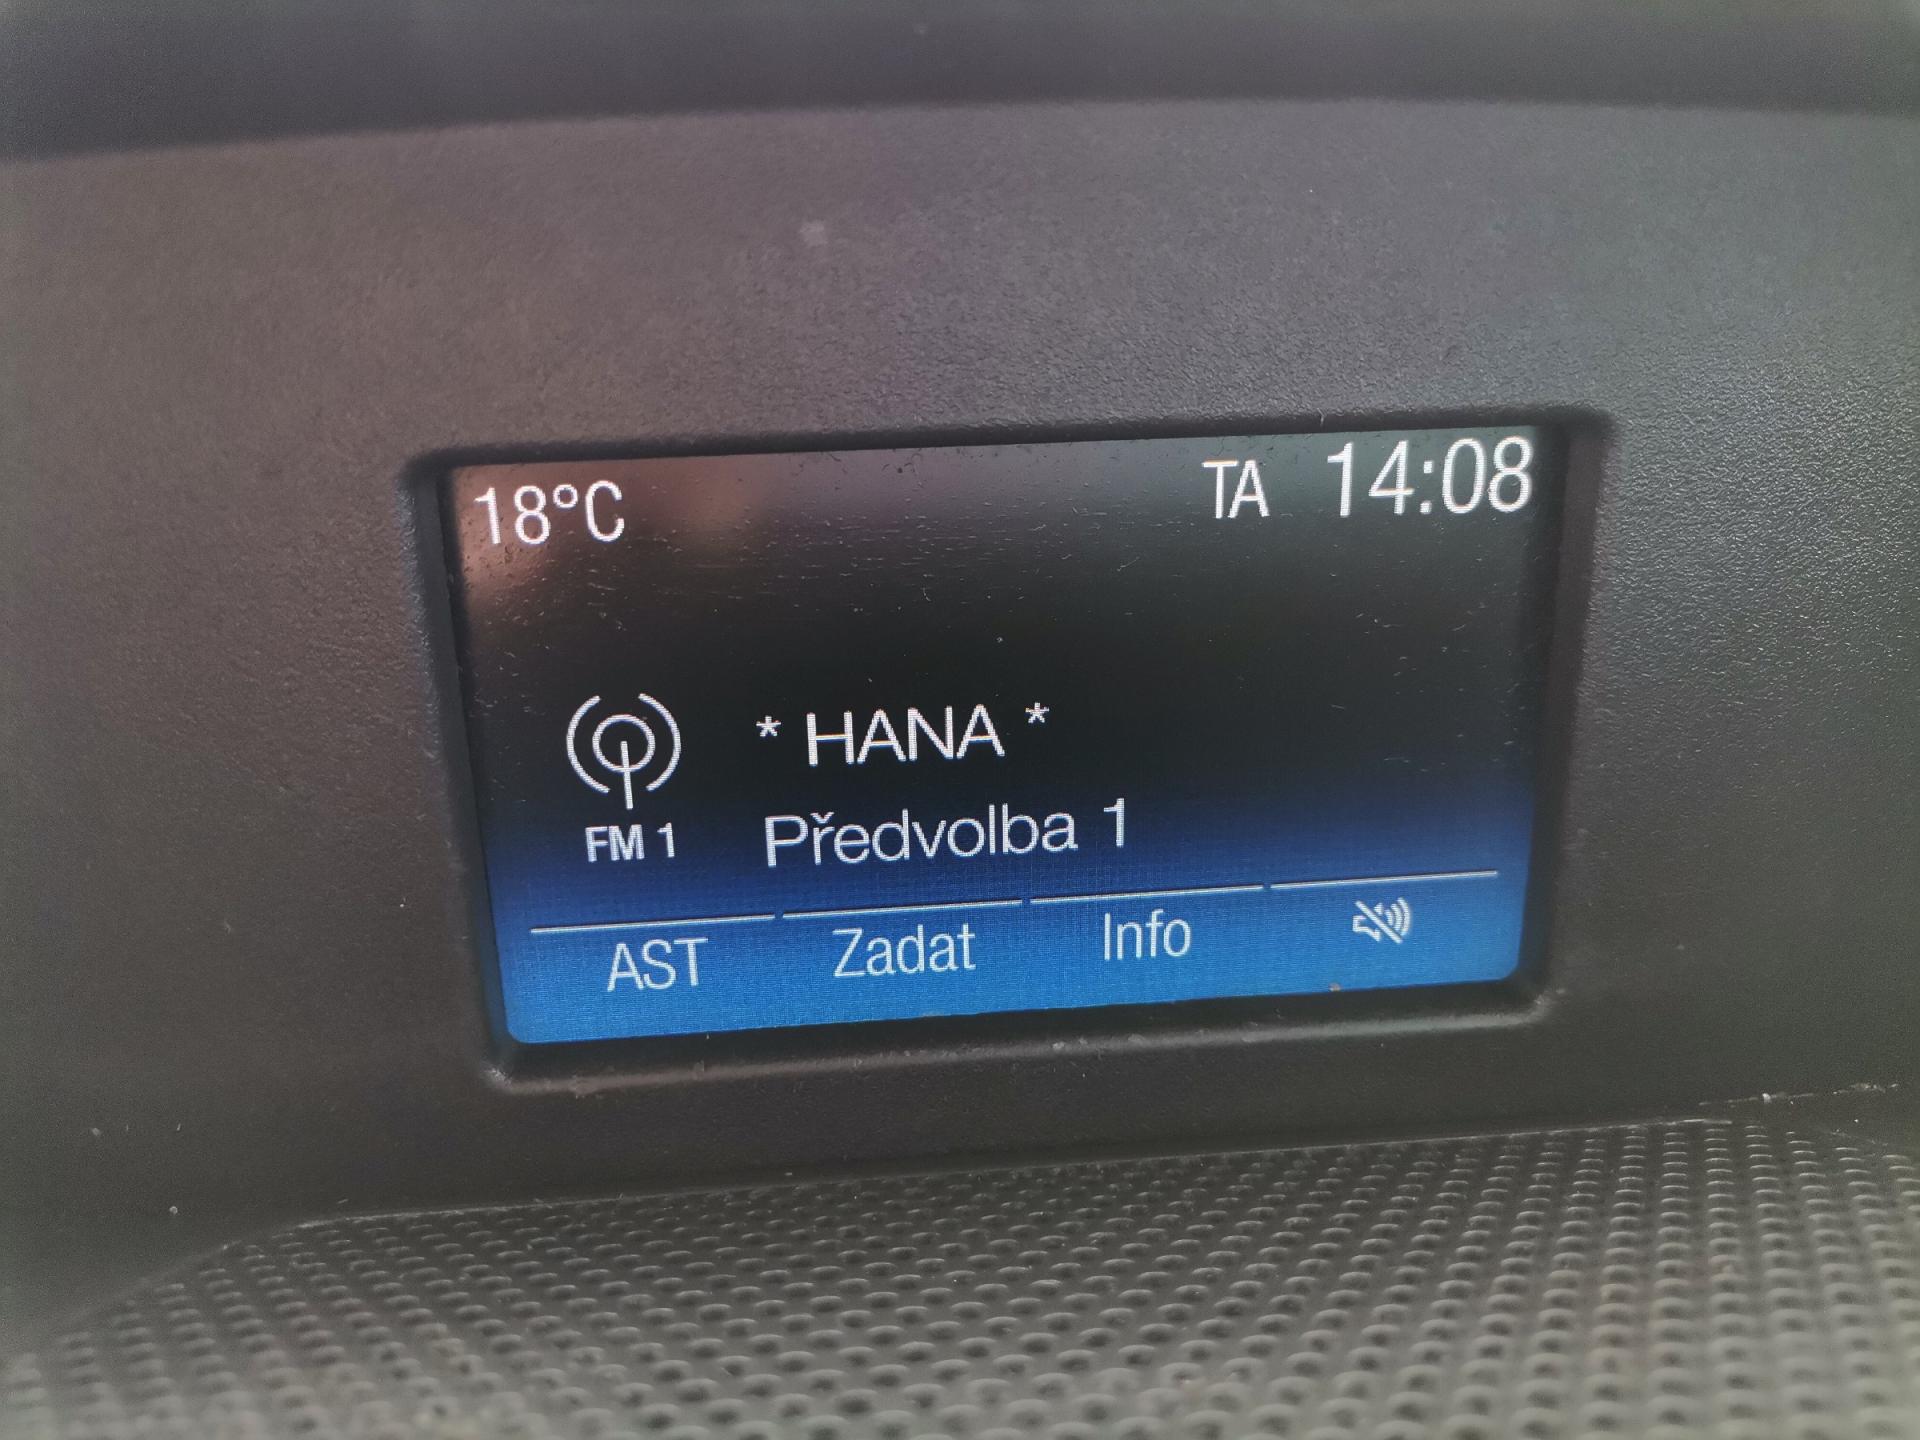 18°C TA 14:08
* HANA *
FM 1 Předvolba 1
AST Zadat Info